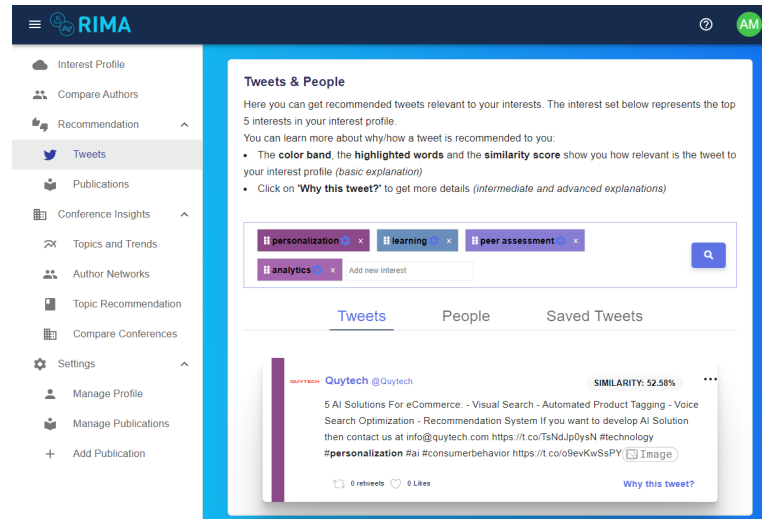 RIMA
AM
Interest Profile
Compare Authors
Recommendation
Tweets
Publications
Conference Insights
Topics and Trends
Author Networks
Topic Recommendation
Compare Conferences
Settings
Manage Profile
Manage Publications
Add Publication
Tweets & People
Here you can get recommended tweets relevant to your interests. The interest set below represents the top
5 interests in your interest profile.
You can learn more about why/how a tweet is recommended to you:
• The color band, the highlighted words and the similarity score show you how relevant is the tweet to
your interest profile (basic explanation)
• Click on 'Why this tweet?' to get more details (intermediate and advanced explanations)
personalization x learning x peer assessment x
analytics x Add new Interest
Tweets People Saved Tweets
QUYTECH Quytech @Quytech SIMILARITY: 52.58% ...
5 AI Solutions For eCommerce: - Visual Search - Automated Product Tagging - Voice
Search Optimization - Recommendation System If you want to develop AI Solution
then contact us at info@quytech.com https://t.co/TsNdJp0ysN #technology
#personalization #ai #consumerbehavior https://t.co/o9evKwSsPY Image
0 retweets 0 Likes Why this tweet?